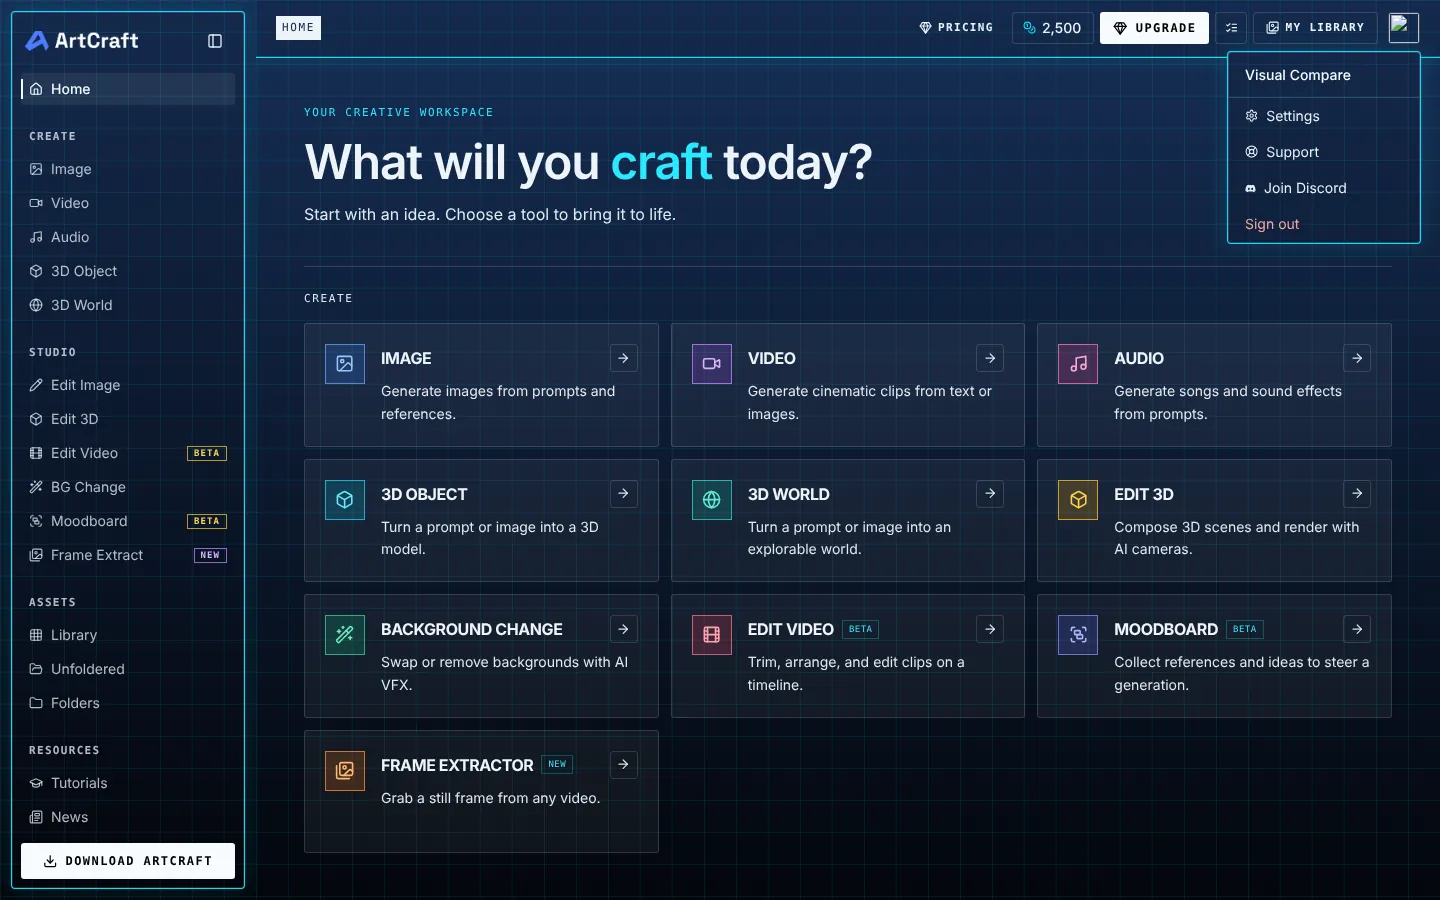 ArtCraft
Home
CREATE
Image
Video
Audio
3D Object
3D World
STUDIO
Edit Image
Edit 3D
Edit Video BETA
BG Change
Moodboard BETA
Frame Extract NEW
ASSETS
Library
Unfoldered
Folders
RESOURCES
Tutorials
News
DOWNLOAD ARTCRAFT
HOME
PRICING
2,500
UPGRADE
MY LIBRARY
Visual Compare
Settings
Support
Join Discord
Sign out
YOUR CREATIVE WORKSPACE
What will you craft today?
Start with an idea. Choose a tool to bring it to life.
CREATE
IMAGE
Generate images from prompts and
references.
VIDEO
Generate cinematic clips from text or
images.
AUDIO
Generate songs and sound effects
from prompts.
3D OBJECT
Turn a prompt or image into a 3D
model.
3D WORLD
Turn a prompt or image into an
explorable world.
EDIT 3D
Compose 3D scenes and render with
AI cameras.
BACKGROUND CHANGE
Swap or remove backgrounds with AI
VFX.
EDIT VIDEO BETA
Trim, arrange, and edit clips on a
timeline.
MOODBOARD BETA
Collect references and ideas to steer a
generation.
FRAME EXTRACTOR NEW
Grab a still frame from any video.